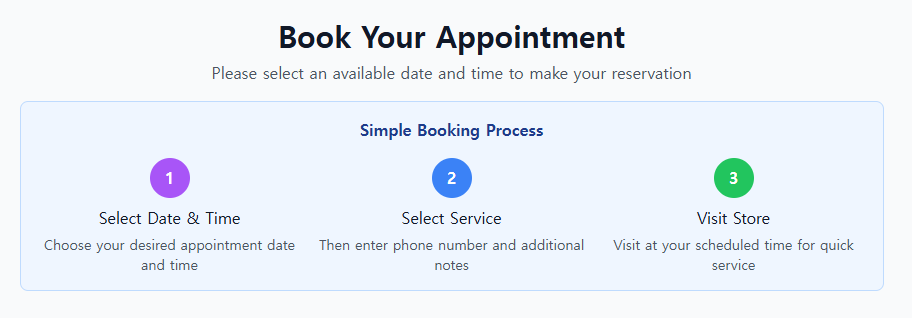 Book Your Appointment
Please select an available date and time to make your reservation
Simple Booking Process
1
Select Date & Time
Choose your desired appointment date
and time
2
Select Service
Then enter phone number and additional
notes
3
Visit Store
Visit at your scheduled time for quick
service